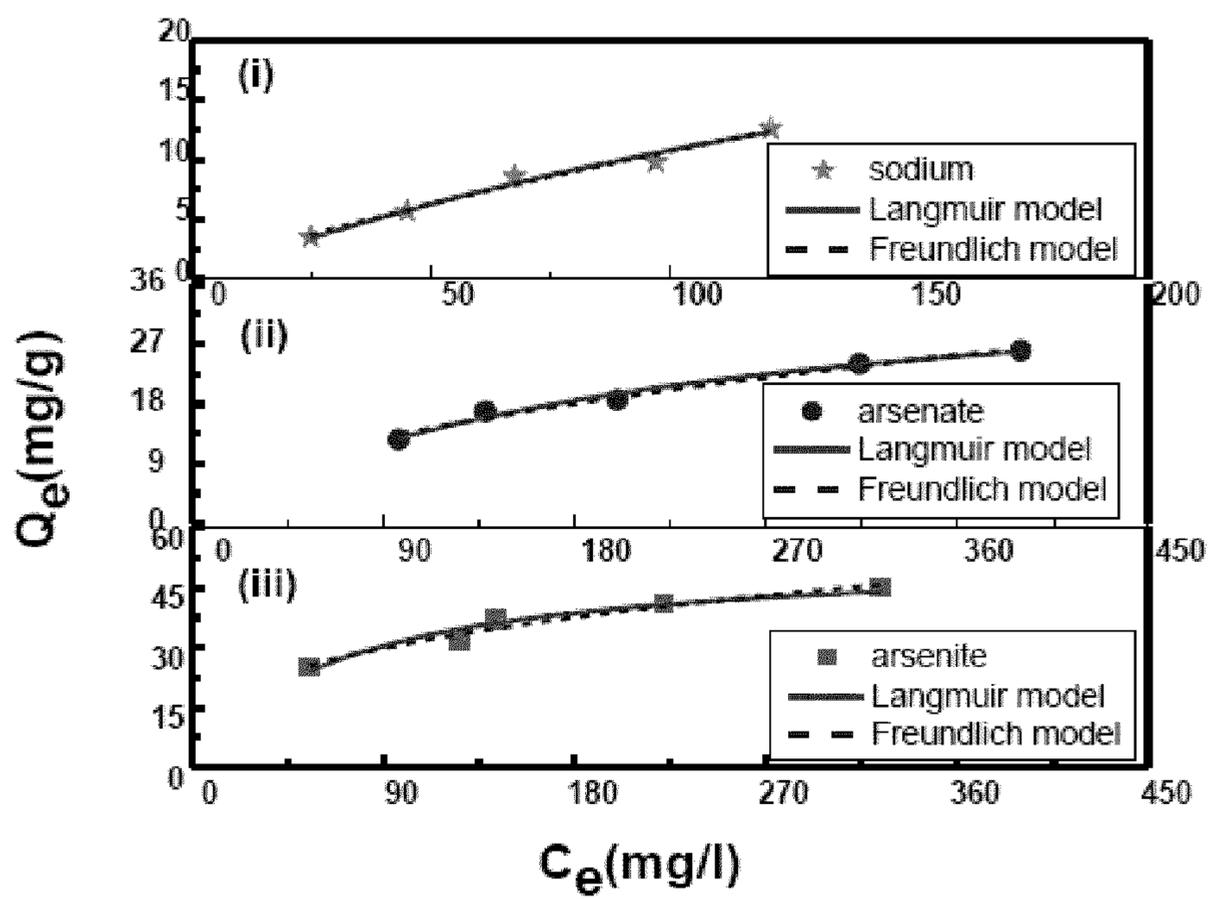 20
(i)
15
10
5
0
sodium
Langmuir model
Freundlich model
0 50 100 150 200
36
(ii)
27
18
9
0
arsenate
Langmuir model
Freundlich model
0 90 180 270 360 450
60
(iii)
45
30
15
0
arsenite
Langmuir model
Freundlich model
0 90 180 270 360 450
Qe(mg/g)
Ce(mg/l)